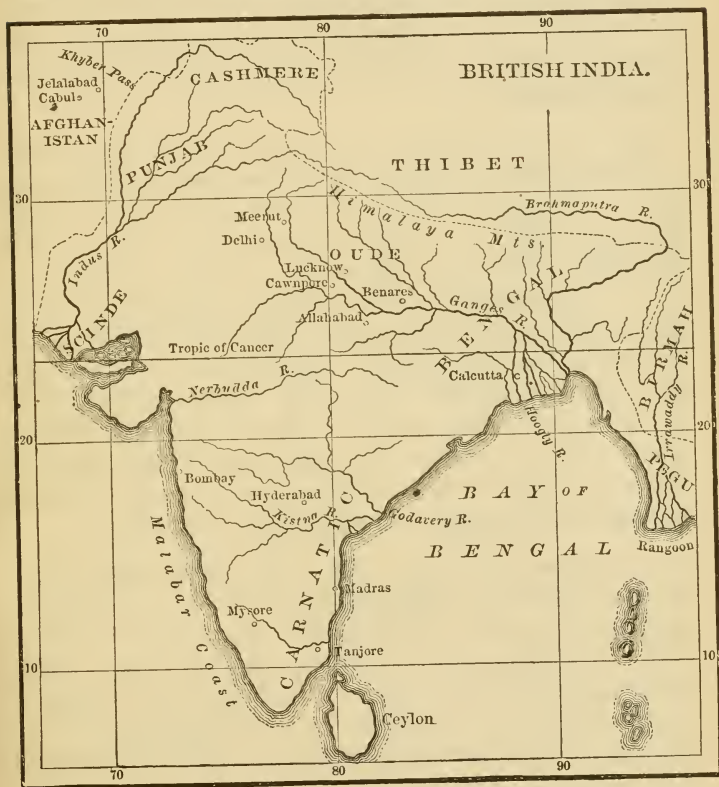 70
80
90
BRITISH INDIA.
Khyber Pass
CASHMERE
Jelalabad
Cabul
AFGHAN-
ISTAN
PUNJAB
THIBET
30
30
Himalaya Mts
Brahmaputra R.
Meerut
Delhi
OUDE
Indus R.
Lucknow
Cawnpore
Benares
Ganges R.
Allahabad
BENGAL
SCINDE
Tropic of Cancer
BIRMAH
Irrawaddy R.
Calcutta
Nerbudda R.
Hoogly R.
20
20
PEGU
Bombay
Hyderabad
Kistna R.
Godavery R.
BAY OF
BENGAL
Rangoon
Malabar Coast
CARNATIC
Madras
Mysore
Tanjore
10
10
Ceylon
70
80
90